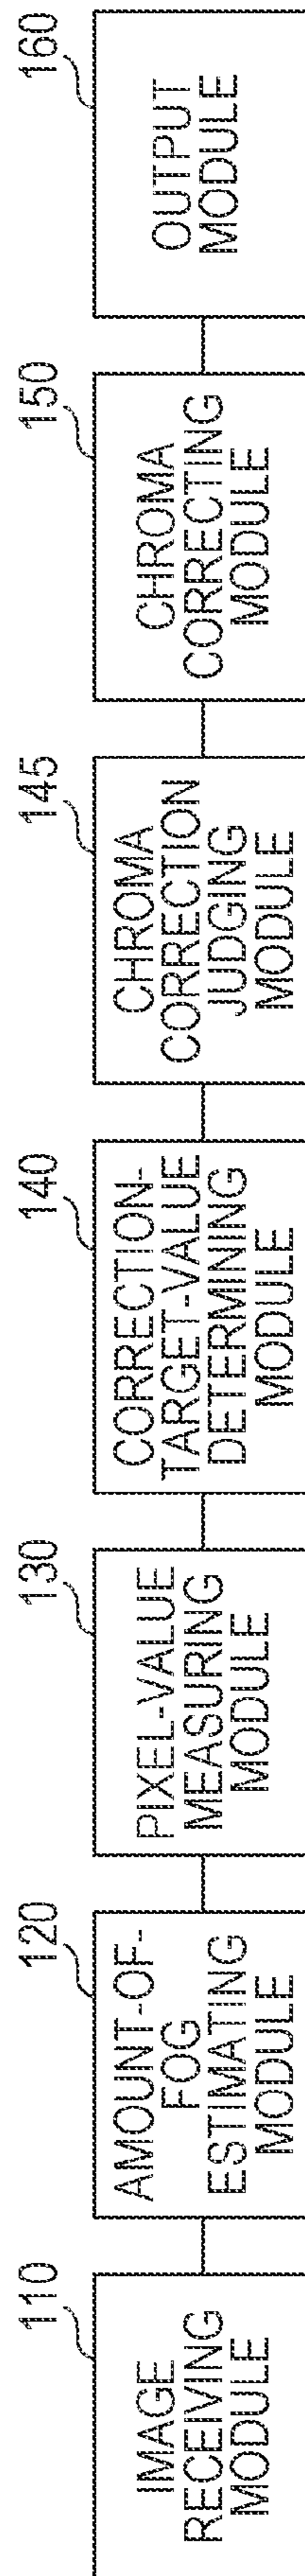 110
IMAGE
RECEIVING
MODULE
120
AMOUNT-OF-
FOG
ESTIMATING
MODULE
130
PIXEL-VALUE
MEASURING
MODULE
140
CORRECTION-
TARGET-VALUE
DETERMINING
MODULE
145
CHROMA
CORRECTION
JUDGING
MODULE
150
CHROMA
CORRECTING
MODULE
160
OUTPUT
MODULE